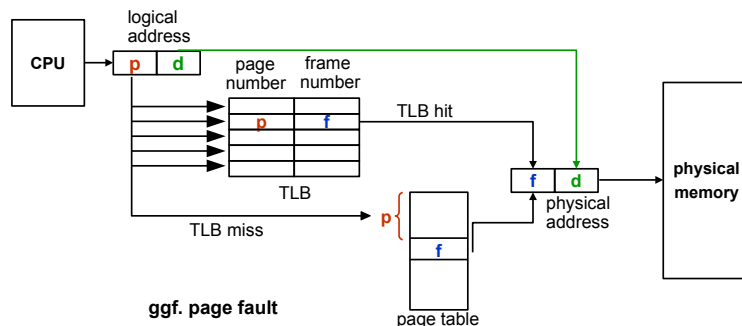 logical
address
CPU
p d
page
number
frame
number
p f
TLB hit
TLB
f d
physical
address
physical
memory
TLB miss
p
f
ggf. page fault
page table